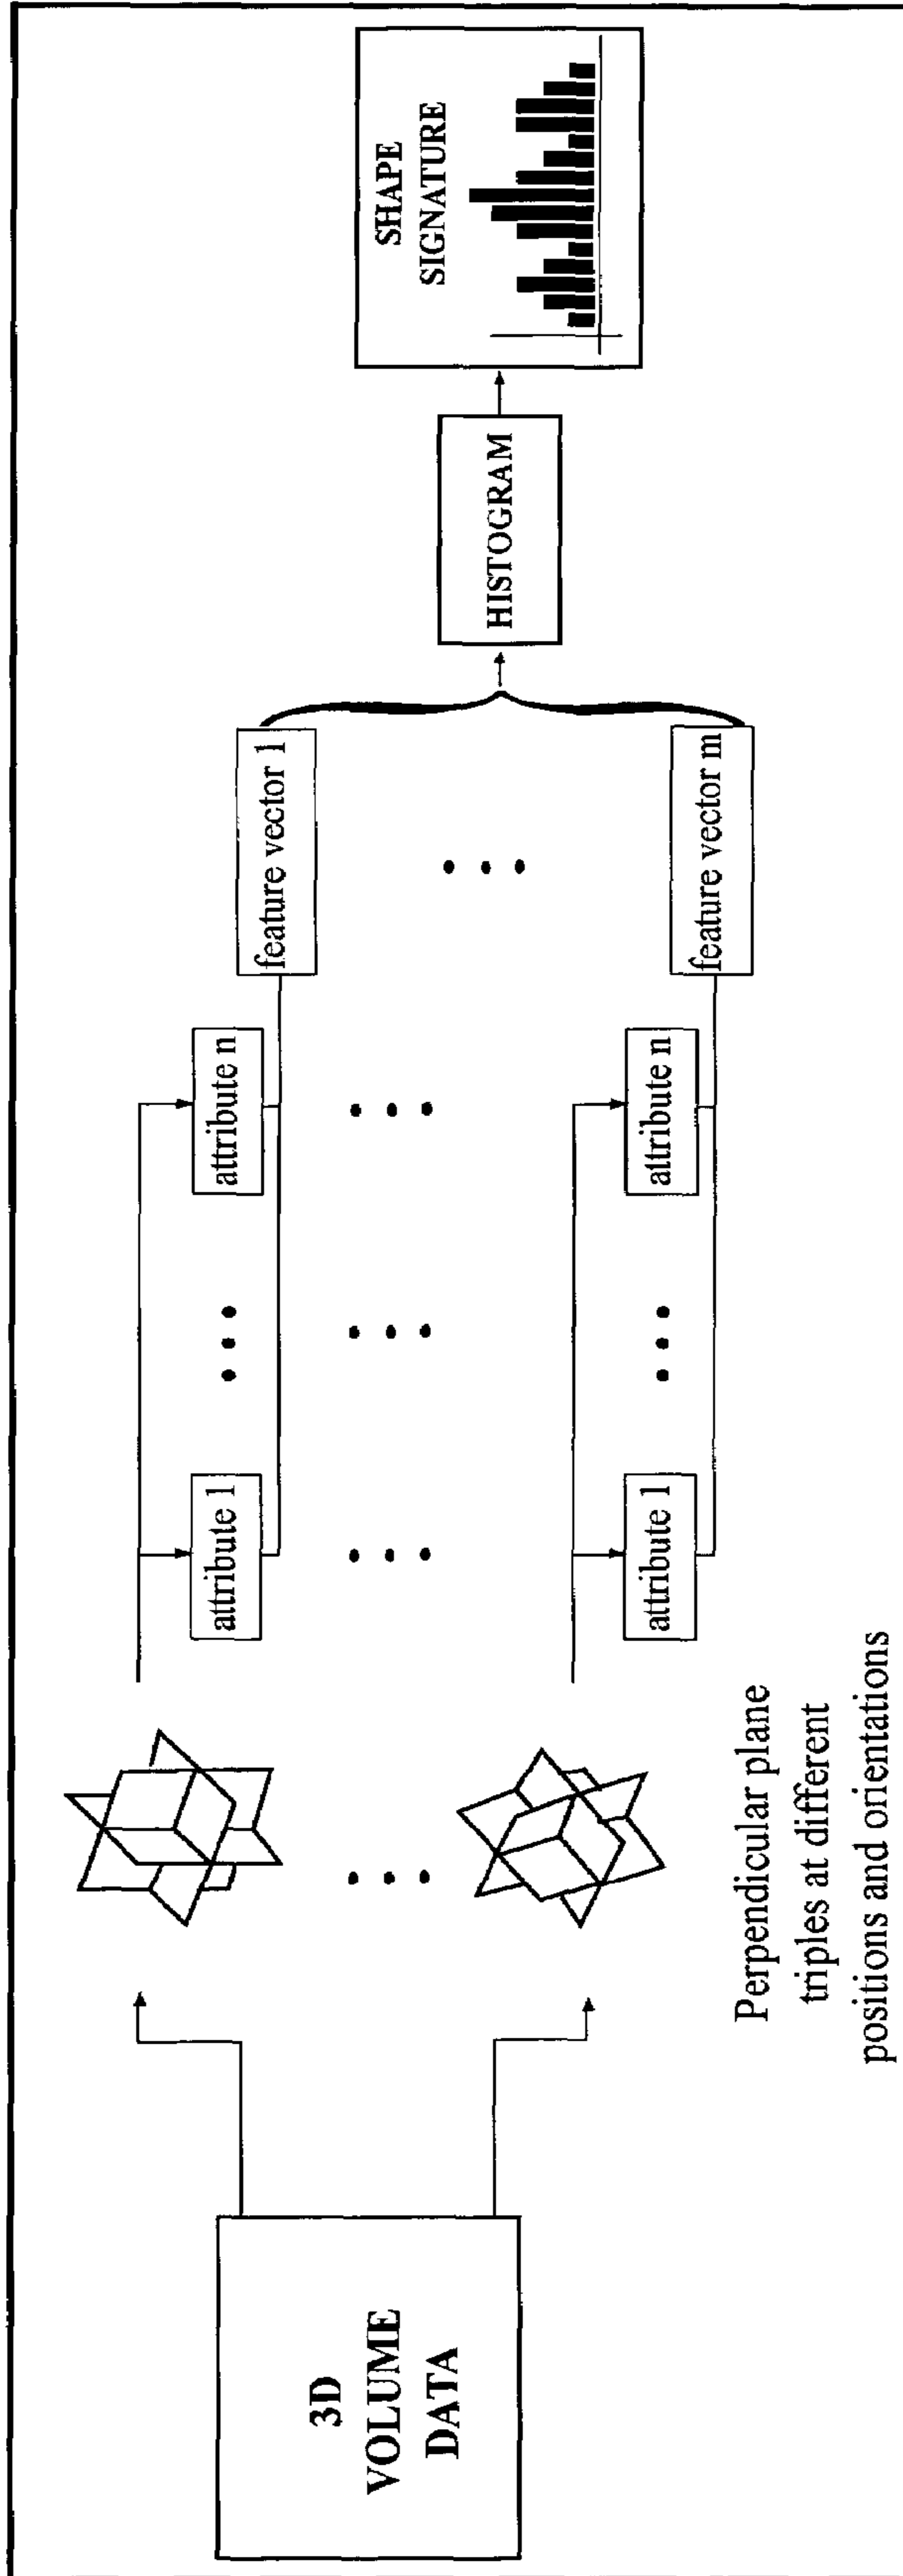 3D
VOLUME
DATA
Perpendicular plane
triples at different
positions and orientations
attribute 1
attribute n
feature vector 1
attribute 1
attribute n
feature vector m
HISTOGRAM
SHAPE
SIGNATURE